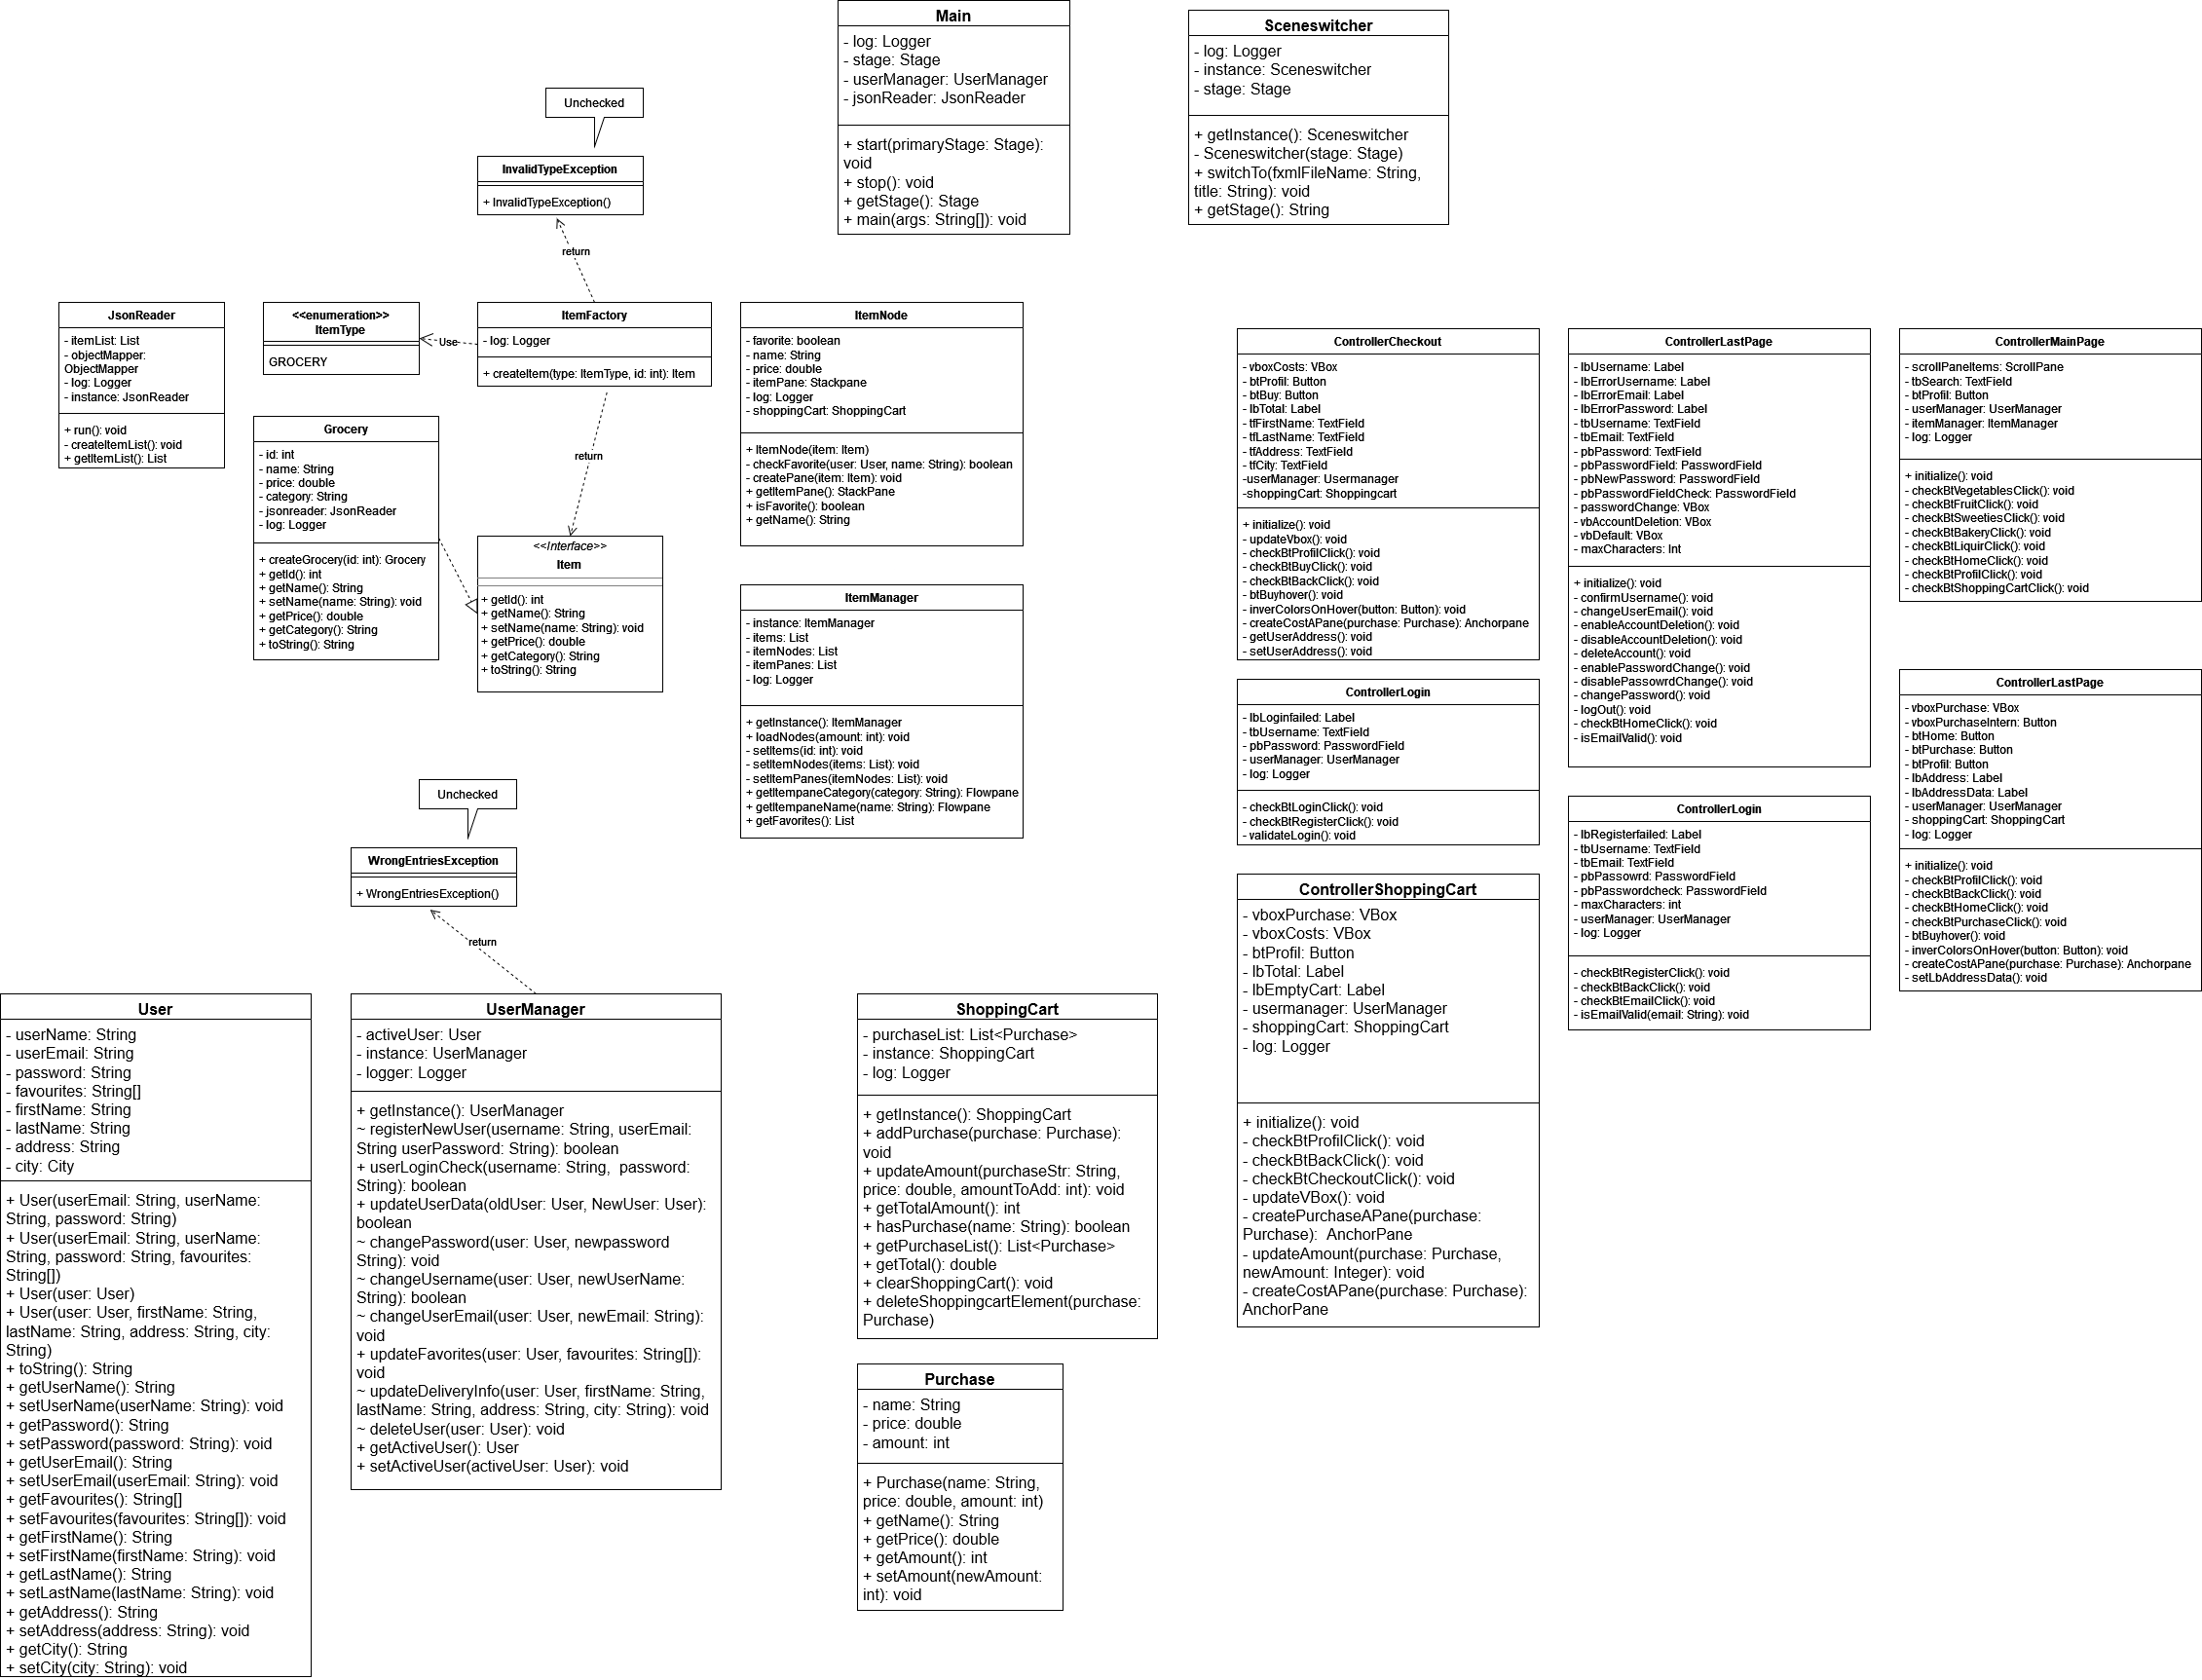 Main
- log: Logger
- stage: Stage
- userManager: UserManager
- jsonReader: JsonReader
+ start(primaryStage: Stage):
void
+ stop(): void
+ getStage(): Stage
+ main(args: String[]): void
Sceneswitcher
- log: Logger
- instance: Sceneswitcher
- stage: Stage
+ getInstance(): Sceneswitcher
- Sceneswitcher(stage: Stage)
+ switchTo(fxmlFileName: String,
title: String): void
+ getStage(): String
Unchecked
InvalidTypeException
+ InvalidTypeException()
return
JsonReader
- itemList: List
- objectMapper:
ObjectMapper
- log: Logger
- instance: JsonReader
+ run(): void
- createItemList(): void
+ getItemList(): List
<<enumeration>>
ItemType
GROCERY
Use
ItemFactory
- log: Logger
+ createItem(type: ItemType, id: int): Item
return
Grocery
- id: int
- name: String
- price: double
- category: String
- jsonreader: JsonReader
- log: Logger
+ createGrocery(id: int): Grocery
+ getId(): int
+ getName(): String
+ setName(name: String): void
+ getPrice(): double
+ getCategory(): String
+ toString(): String
<<Interface>>
Item
+ getId(): int
+ getName(): String
+ setName(name: String): void
+ getPrice(): double
+ getCategory(): String
+ toString(): String
ItemNode
- favorite: boolean
- name: String
- price: double
- itemPane: Stackpane
- log: Logger
- shoppingCart: ShoppingCart
+ ItemNode(item: Item)
- checkFavorite(user: User, name: String): boolean
- createPane(item: Item): void
+ getItemPane(): StackPane
+ isFavorite(): boolean
+ getName(): String
ItemManager
- instance: ItemManager
- items: List
- itemNodes: List
- itemPanes: List
- log: Logger
+ getInstance(): ItemManager
+ loadNodes(amount: int): void
- setItems(id: int): void
- setItemNodes(items: List): void
- setItemPanes(itemNodes: List): void
+ getItempaneCategory(category: String): Flowpane
+ getItempaneName(name: String): Flowpane
+ getFavorites(): List
ControllerCheckout
- vboxCosts: VBox
- btProfil: Button
- btBuy: Button
- lbTotal: Label
- tfFirstName: TextField
- tfLastName: TextField
- tfAddress: TextField
- tfCity: TextField
-userManager: Usermanager
-shoppingCart: Shoppingcart
+ initialize(): void
- updateVbox(): void
- checkBtProfilClick(): void
- checkBtBuyClick(): void
- checkBtBackClick(): void
- btBuyhover(): void
- inverColorsOnHover(button: Button): void
- createCostAPane(purchase: Purchase): Anchorpane
- getUserAddress(): void
- setUserAddress(): void
ControllerLastPage
- lbUsername: Label
- lbErrorUsername: Label
- lbErrorEmail: Label
- lbErrorPassword: Label
- tbUsername: TextField
- tbEmail: TextField
- pbPassword: TextField
- pbPasswordField: PasswordField
- pbNewPassword: PasswordField
- pbPasswordFieldCheck: PasswordField
- passwordChange: VBox
- vbAccountDeletion: VBox
- vbDefault: VBox
- maxCharacters: Int
+ initialize(): void
- confirmUsername(): void
- changeUserEmail(): void
- enableAccountDeletion(): void
- disableAccountDeletion(): void
- deleteAccount(): void
- enablePasswordChange(): void
- disablePassowrdChange(): void
- changePassword(): void
- logOut(): void
- checkBtHomeClick(): void
- isEmailValid(): void
ControllerMainPage
- scrollPaneItems: ScrollPane
- tbSearch: TextField
- btProfil: Button
- userManager: UserManager
- itemManager: ItemManager
- log: Logger
+ initialize(): void
- checkBtVegetablesClick(): void
- checkBtFruitClick(): void
- checkBtSweetiesClick(): void
- checkBtBakeryClick(): void
- checkBtLiquirClick(): void
- checkBtHomeClick(): void
- checkBtProfilClick(): void
- checkBtShoppingCartClick(): void
ControllerLogin
- lbLoginfailed: Label
- tbUsername: TextField
- pbPassword: PasswordField
- userManager: UserManager
- log: Logger
- checkBtLoginClick(): void
- checkBtRegisterClick(): void
- validateLogin(): void
ControllerLogin
- lbRegisterfailed: Label
- tbUsername: TextField
- tbEmail: TextField
- pbPassowrd: PasswordField
- pbPasswordcheck: PasswordField
- maxCharacters: int
- userManager: UserManager
- log: Logger
- checkBtRegisterClick(): void
- checkBtBackClick(): void
- checkBtEmailClick(): void
- isEmailValid(email: String): void
ControllerLastPage
- vboxPurchase: VBox
- vboxPurchaseIntern: Button
- btHome: Button
- btPurchase: Button
- btProfil: Button
- lbAddress: Label
- lbAddressData: Label
- userManager: UserManager
- shoppingCart: ShoppingCart
- log: Logger
+ initialize(): void
- checkBtProfilClick(): void
- checkBtBackClick(): void
- checkBtHomeClick(): void
- checkBtPurchaseClick(): void
- btBuyhover(): void
- inverColorsOnHover(button: Button): void
- createCostAPane(purchase: Purchase): Anchorpane
- setLbAddressData(): void
Unchecked
WrongEntriesException
+ WrongEntriesException()
return
User
- userName: String
- userEmail: String
- password: String
- favourites: String[]
- firstName: String
- lastName: String
- address: String
- city: City
+ User(userEmail: String, userName:
String, password: String)
+ User(userEmail: String, userName:
String, password: String, favourites:
String[])
+ User(user: User)
+ User(user: User, firstName: String,
lastName: String, address: String, city:
String)
+ toString(): String
+ getUserName(): String
+ setUserName(userName: String): void
+ getPassword(): String
+ setPassword(password: String): void
+ getUserEmail(): String
+ setUserEmail(userEmail: String): void
+ getFavourites(): String[]
+ setFavourites(favourites: String[]): void
+ getFirstName(): String
+ setFirstName(firstName: String): void
+ getLastName(): String
+ setLastName(lastName: String): void
+ getAddress(): String
+ setAddress(address: String): void
+ getCity(): String
+ setCity(city: String): void
UserManager
- activeUser: User
- instance: UserManager
- logger: Logger
+ getInstance(): UserManager
~ registerNewUser(username: String, userEmail:
String userPassword: String): boolean
+ userLoginCheck(username: String, password:
String): boolean
+ updateUserData(oldUser: User, NewUser: User):
boolean
~ changePassword(user: User, newpassword
String): void
~ changeUsername(user: User, newUserName:
String): boolean
~ changeUserEmail(user: User, newEmail: String):
void
+ updateFavorites(user: User, favourites: String[]):
void
~ updateDeliveryInfo(user: User, firstName: String,
lastName: String, address: String, city: String): void
~ deleteUser(user: User): void
+ getActiveUser(): User
+ setActiveUser(activeUser: User): void
ShoppingCart
- purchaseList: List<Purchase>
- instance: ShoppingCart
- log: Logger
+ getInstance(): ShoppingCart
+ addPurchase(purchase: Purchase):
void
+ updateAmount(purchaseStr: String,
price: double, amountToAdd: int): void
+ getTotalAmount(): int
+ hasPurchase(name: String): boolean
+ getPurchaseList(): List<Purchase>
+ getTotal(): double
+ clearShoppingCart(): void
+ deleteShoppingcartElement(purchase:
Purchase)
Purchase
- name: String
- price: double
- amount: int
+ Purchase(name: String,
price: double, amount: int)
+ getName(): String
+ getPrice(): double
+ getAmount(): int
+ setAmount(newAmount:
int): void
ControllerShoppingCart
- vboxPurchase: VBox
- vboxCosts: VBox
- btProfil: Button
- lbTotal: Label
- lbEmptyCart: Label
- usermanager: UserManager
- shoppingCart: ShoppingCart
- log: Logger
+ initialize(): void
- checkBtProfilClick(): void
- checkBtBackClick(): void
- checkBtCheckoutClick(): void
- updateVBox(): void
- createPurchaseAPane(purchase:
Purchase): AnchorPane
- updateAmount(purchase: Purchase,
newAmount: Integer): void
- createCostAPane(purchase: Purchase):
AnchorPane